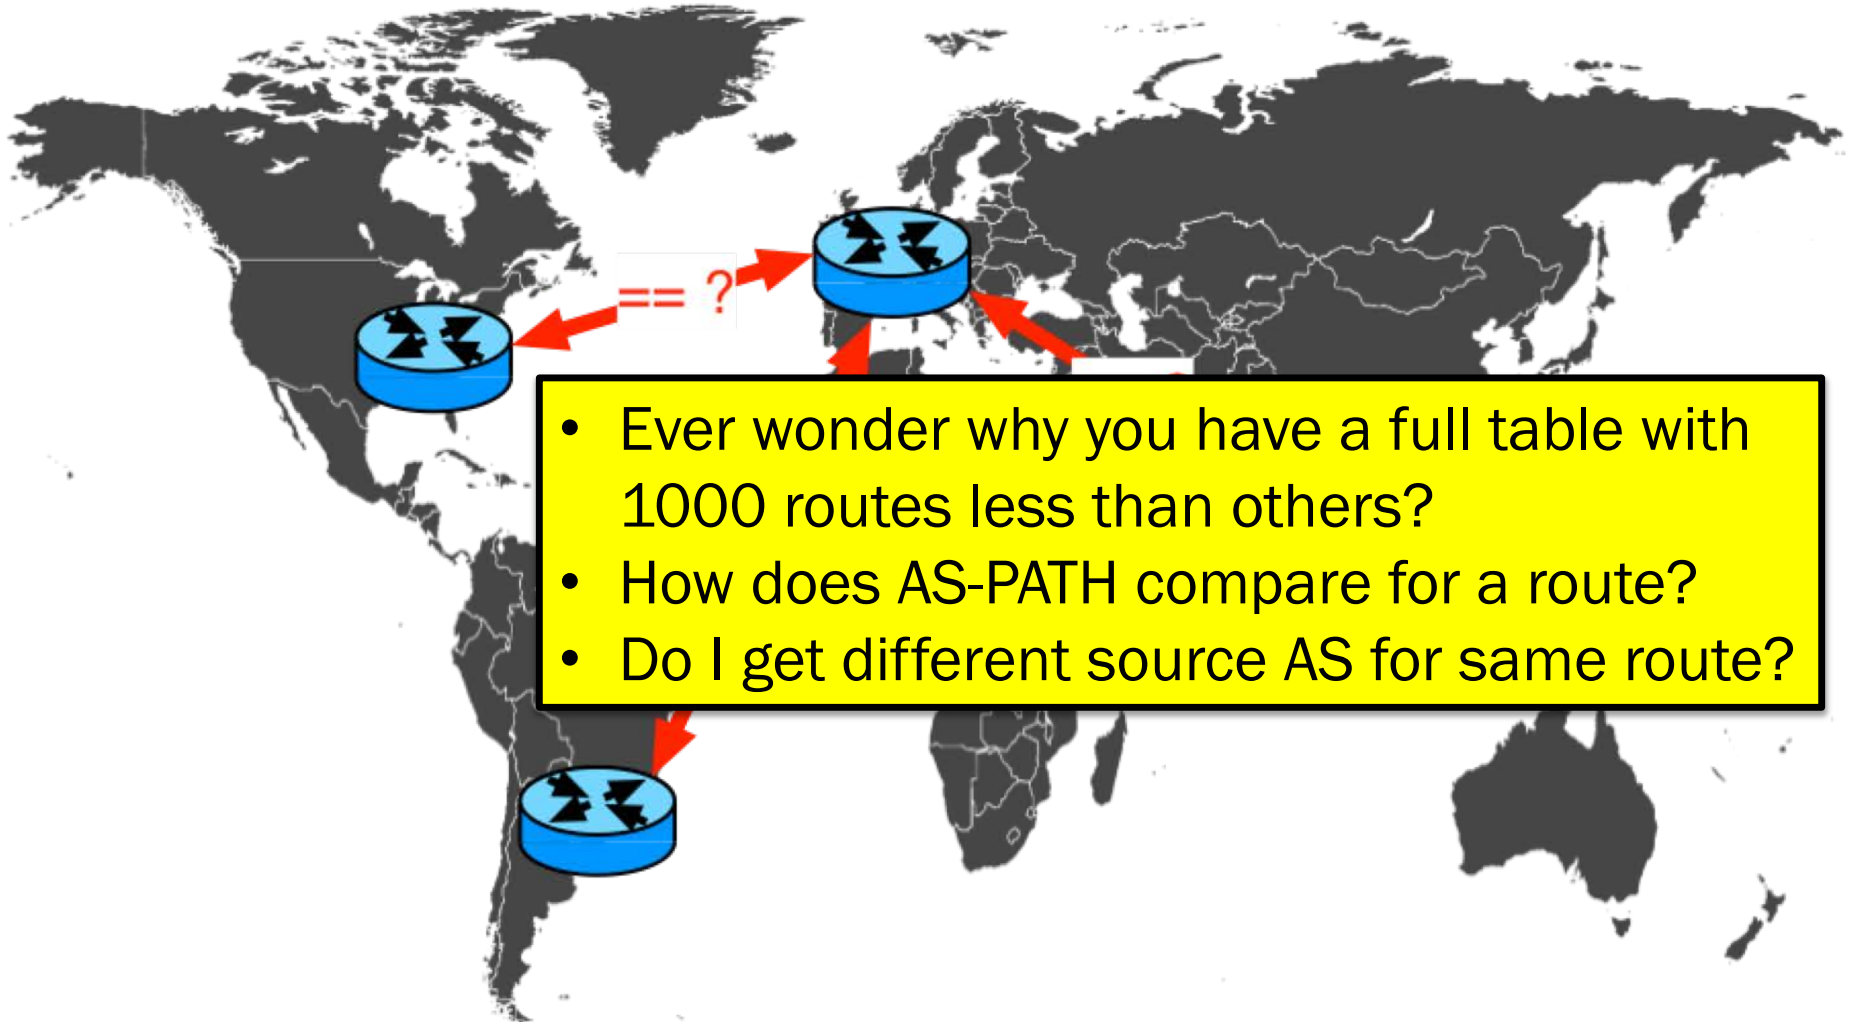 == ?
• Ever wonder why you have a full table with
1000 routes less than others?
• How does AS-PATH compare for a route?
• Do I get different source AS for same route?